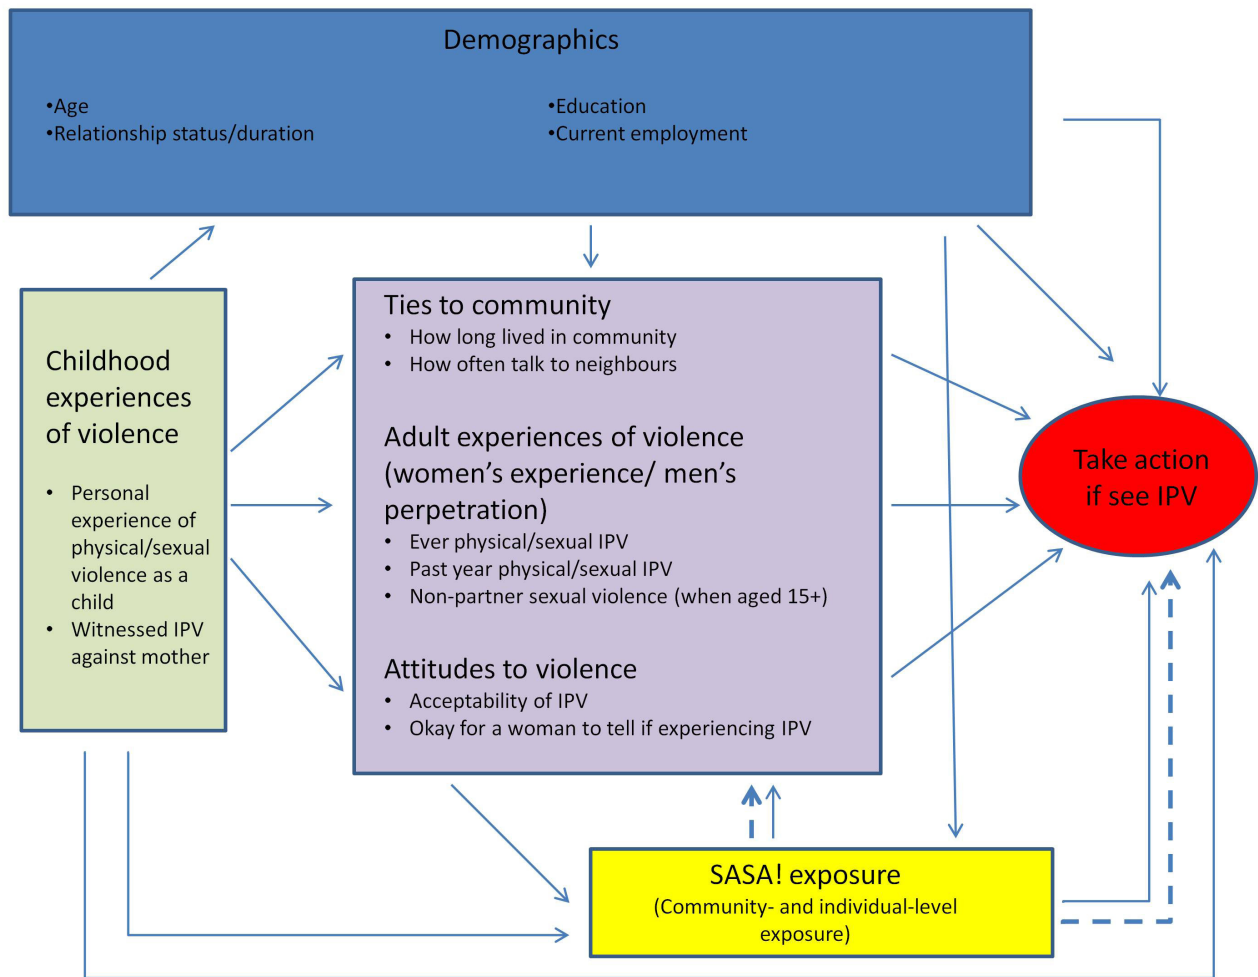 Demographics
•Age
•Relationship status/duration
•Education
•Current employment
Childhood
experiences
of violence
• Personal
experience of
physical/sexual
violence as a
child
• Witnessed IPV
against mother
Ties to community
• How long lived in community
• How often talk to neighbours
Adult experiences of violence
(women’s experience/ men’s
perpetration)
• Ever physical/sexual IPV
• Past year physical/sexual IPV
• Non-partner sexual violence (when aged 15+)
Attitudes to violence
• Acceptability of IPV
• Okay for a woman to tell if experiencing IPV
Take action
if see IPV
SASA! exposure
(Community- and individual-level
exposure)